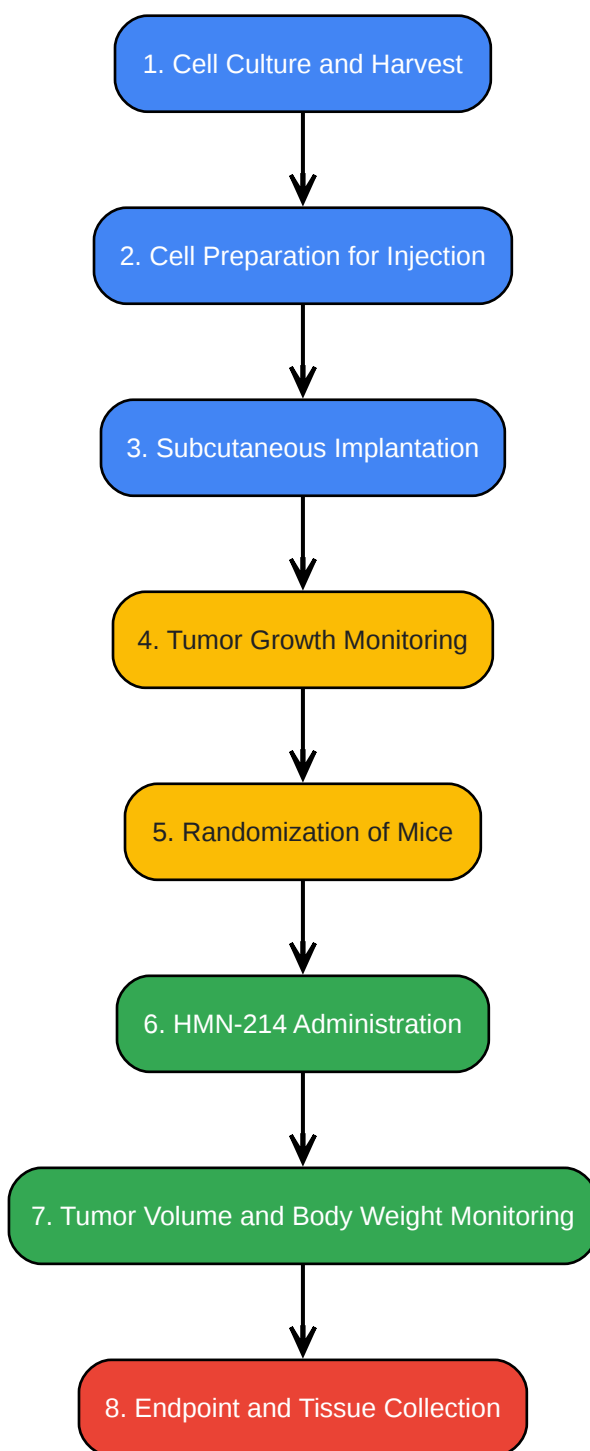 1. Cell Culture and Harvest
2. Cell Preparation for Injection
3. Subcutaneous Implantation
4. Tumor Growth Monitoring
5. Randomization of Mice
6. HMN-214 Administration
7. Tumor Volume and Body Weight Monitoring
8. Endpoint and Tissue Collection